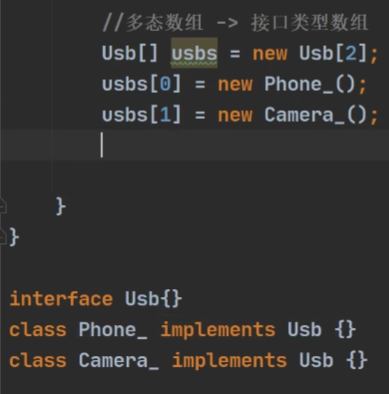 //多态数组 -> 接口类型数组
Usb[] usbs = new Usb[2];
usbs[0] = new Phone_();
usbs[1] = new Camera_();
}
}
interface Usb{}
class Phone_ implements Usb {}
class Camera_ implements Usb {}